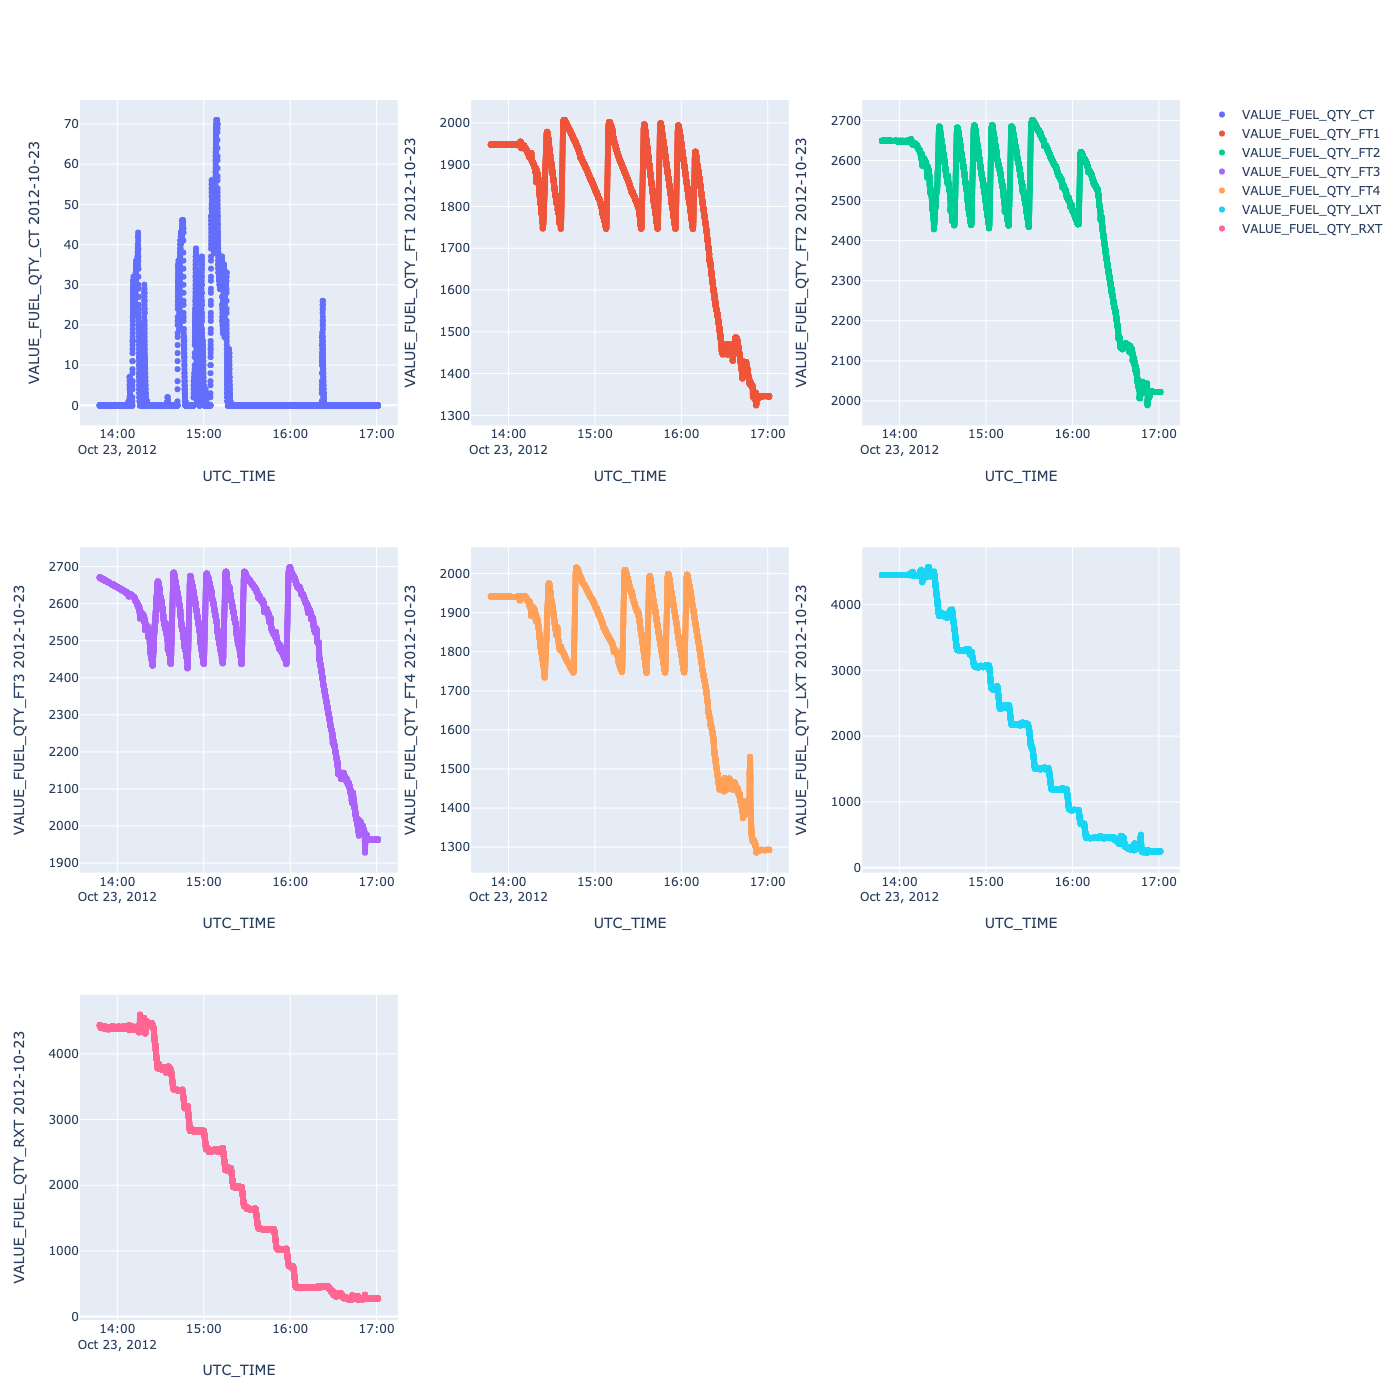 VALUE_FUEL_QTY_CT 2012-10-23
70
60
50
40
30
20
10
0
14:00 15:00 16:00 17:00
Oct 23, 2012
UTC_TIME
VALUE_FUEL_QTY_FT1 2012-10-23
2000
1900
1800
1700
1600
1500
1400
1300
14:00 15:00 16:00 17:00
Oct 23, 2012
UTC_TIME
VALUE_FUEL_QTY_FT2 2012-10-23
2700
2600
2500
2400
2300
2200
2100
2000
14:00 15:00 16:00 17:00
Oct 23, 2012
UTC_TIME
VALUE_FUEL_QTY_CT
VALUE_FUEL_QTY_FT1
VALUE_FUEL_QTY_FT2
VALUE_FUEL_QTY_FT3
VALUE_FUEL_QTY_FT4
VALUE_FUEL_QTY_LXT
VALUE_FUEL_QTY_RXT
VALUE_FUEL_QTY_FT3 2012-10-23
2700
2600
2500
2400
2300
2200
2100
2000
1900
14:00 15:00 16:00 17:00
Oct 23, 2012
UTC_TIME
VALUE_FUEL_QTY_FT4 2012-10-23
2000
1900
1800
1700
1600
1500
1400
1300
14:00 15:00 16:00 17:00
Oct 23, 2012
UTC_TIME
VALUE_FUEL_QTY_LXT 2012-10-23
4000
3000
2000
1000
0
14:00 15:00 16:00 17:00
Oct 23, 2012
UTC_TIME
VALUE_FUEL_QTY_RXT 2012-10-23
4000
3000
2000
1000
0
14:00 15:00 16:00 17:00
Oct 23, 2012
UTC_TIME